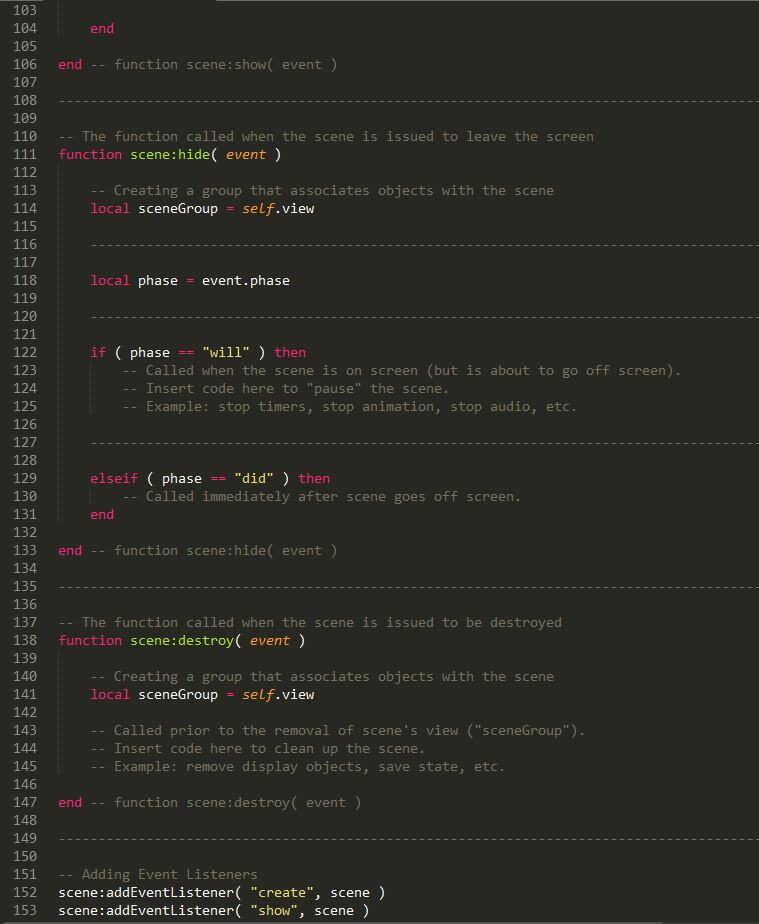 103
104 end
105
106 end -- function scene:show( event )
107
108 ----------------------------------------------------------------------------------------
109
110 -- The function called when the scene is issued to leave the screen
111 function scene:hide( event )
112
113 -- Creating a group that associates objects with the scene
114 local sceneGroup = self.view
115
116 ------------------------------------------------------------------------------------
117
118 local phase = event.phase
119
120 ------------------------------------------------------------------------------------
121
122 if ( phase == "will" ) then
123 -- Called when the scene is on screen (but is about to go off screen).
124 -- Insert code here to "pause" the scene.
125 -- Example: stop timers, stop animation, stop audio, etc.
126
127 ------------------------------------------------------------------------------------
128
129 elseif ( phase == "did" ) then
130 -- Called immediately after scene goes off screen.
131 end
132
133 end -- function scene:hide( event )
134
135 ----------------------------------------------------------------------------------------
136
137 -- The function called when the scene is issued to be destroyed
138 function scene:destroy( event )
139
140 -- Creating a group that associates objects with the scene
141 local sceneGroup = self.view
142
143 -- Called prior to the removal of scene's view ("sceneGroup").
144 -- Insert code here to clean up the scene.
145 -- Example: remove display objects, save state, etc.
146
147 end -- function scene:destroy( event )
148
149 ----------------------------------------------------------------------------------------
150
151 -- Adding Event Listeners
152 scene:addEventListener( "create", scene )
153 scene:addEventListener( "show", scene )